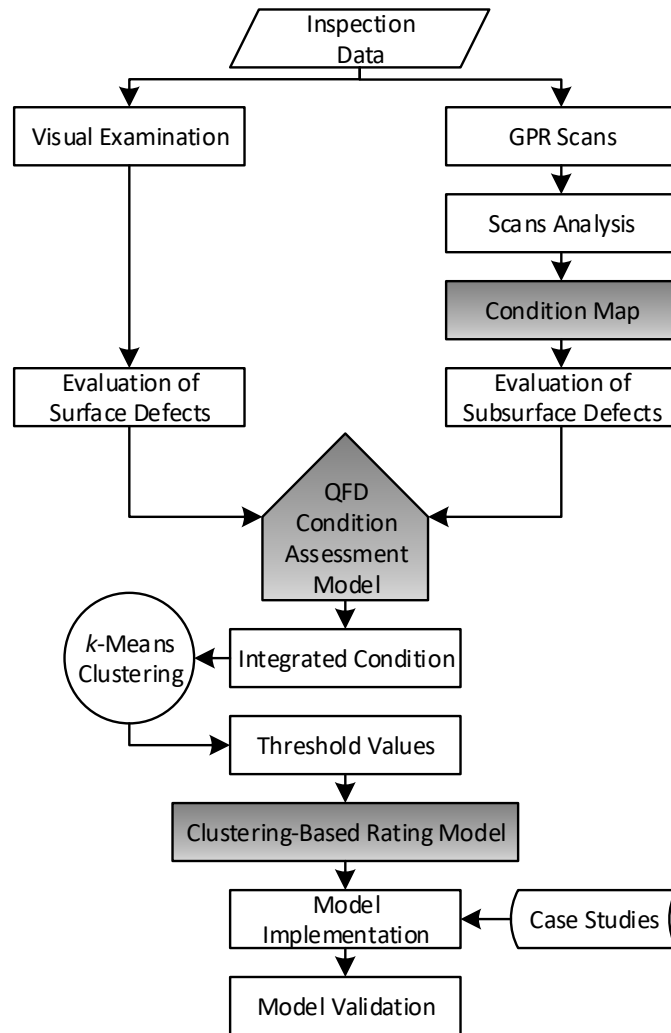 Inspection
Data
Visual Examination
GPR Scans
Scans Analysis
Condition Map
Evaluation of
Surface Defects
Evaluation of
Subsurface Defects
QFD
Condition
Assessment
Model
k-Means
Clustering
Integrated Condition
Threshold Values
Clustering-Based Rating Model
Model
Implementation
Case Studies
Model Validation